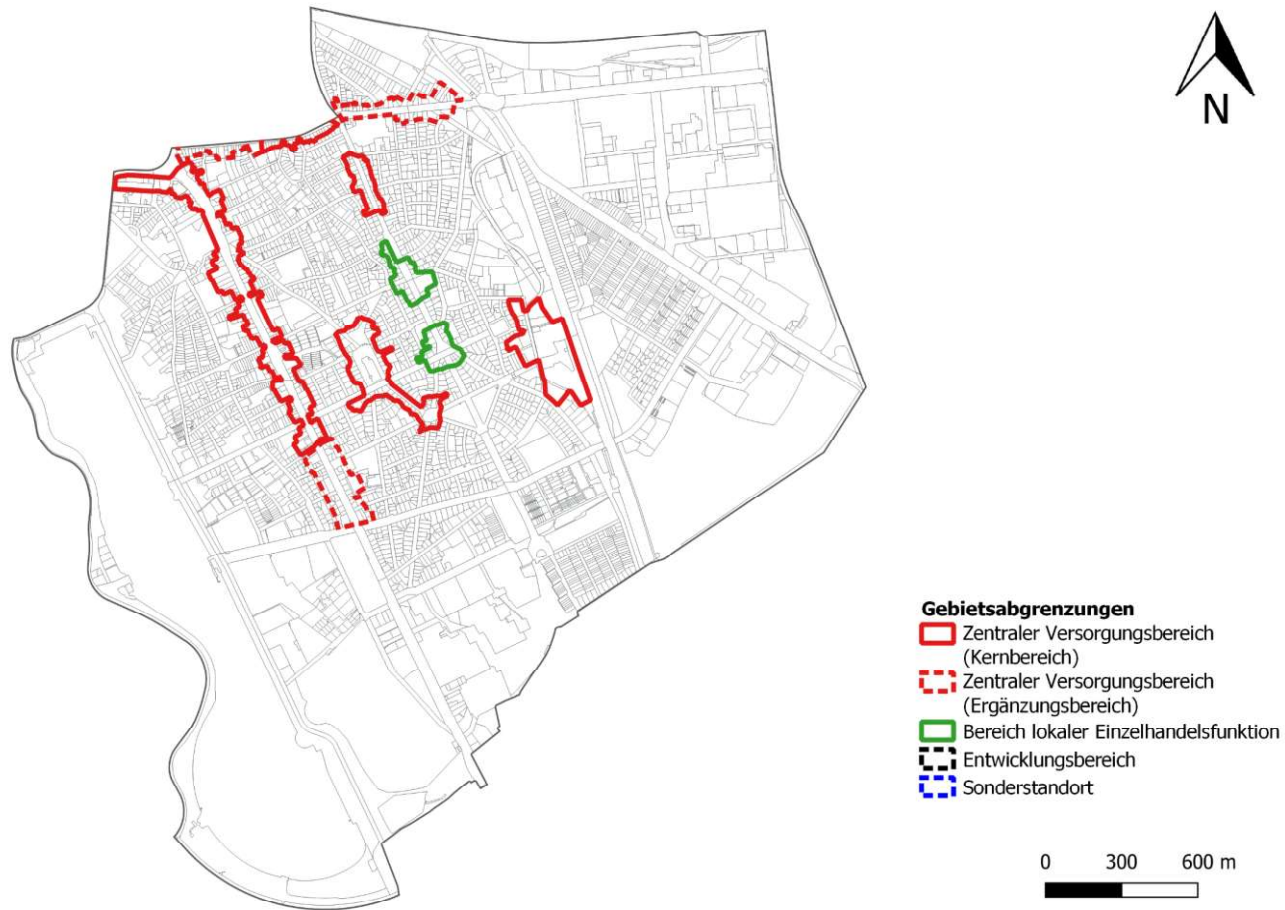 N
Gebietsabgrenzungen
Zentraler Versorgungsbereich
(Kernbereich)
Zentraler Versorgungsbereich
(Ergänzungsbereich)
Bereich lokaler Einzelhandelsfunktion
Entwicklungsbereich
Sonderstandort
0 300 600 m